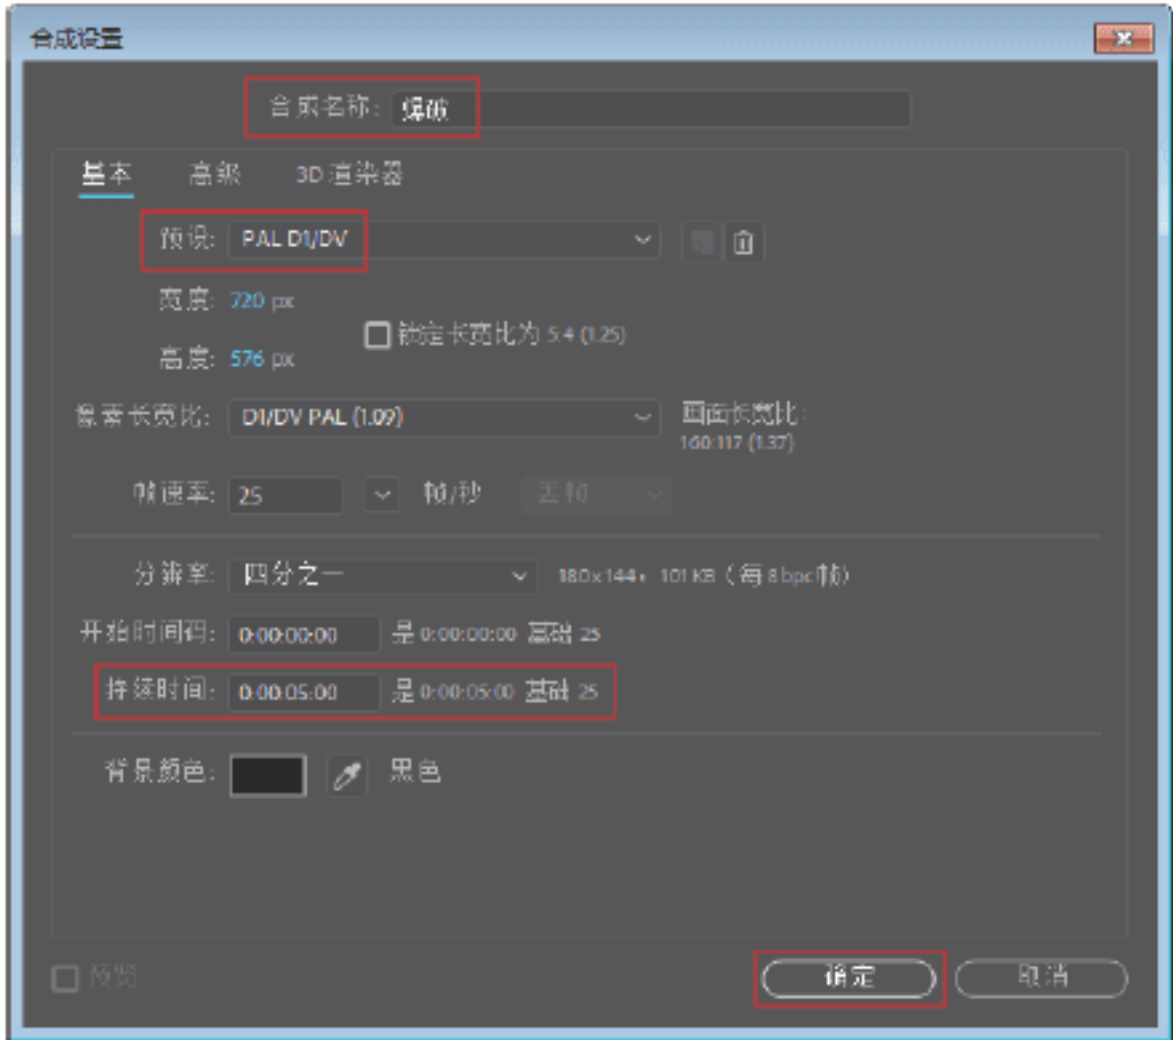 合成设置
合成名称: 爆破
基本 高级 3D 渲染器
预设: PAL D1/DV
宽度: 720 px
锁定长宽比为 5:4 (1.25)
高度: 576 px
像素长宽比: D1/DV PAL (1.09) 画面长宽比:
160:117 (1.37)
帧速率: 25 帧/秒 丢帧
分辨率: 四分之一 180x144, 101 KB (每 8bpc 帧)
开始时间码: 0:00:00:00 是 0:00:00:00 基础 25
持续时间: 0:00:05:00 是 0:00:05:00 基础 25
背景颜色: 黑色
预览 确定 取消